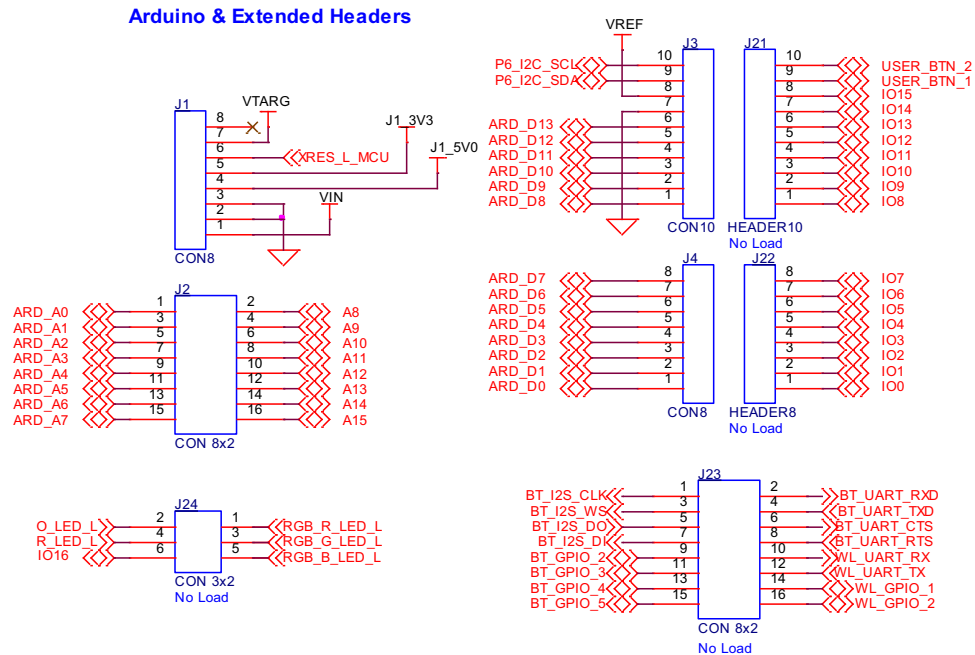 Arduino & Extended Headers
J1
VTARG
8
7
6
5
4
3
2
1
XRES_L_MCU
J1_3V3
J1_5V0
VIN
CON8
VREF
J3
P6_I2C_SCL 10
P6_I2C_SDA 9
8
7
ARD_D13 6
ARD_D12 5
ARD_D11 4
ARD_D10 3
ARD_D9 2
ARD_D8 1
CON10
J21
10 USER_BTN_2
9 USER_BTN_1
8 IO15
7 IO14
6 IO13
5 IO12
4 IO11
3 IO10
2 IO9
1 IO8
HEADER10
No Load
J2
ARD_A0 1 2 A8
ARD_A1 3 4 A9
ARD_A2 5 6 A10
ARD_A3 7 8 A11
ARD_A4 9 10 A12
ARD_A5 11 12 A13
ARD_A6 13 14 A14
ARD_A7 15 16 A15
CON 8x2
J4
ARD_D7 8
ARD_D6 7
ARD_D5 6
ARD_D4 5
ARD_D3 4
ARD_D2 3
ARD_D1 2
ARD_D0 1
CON8
J22
8 IO7
7 IO6
6 IO5
5 IO4
4 IO3
3 IO2
2 IO1
1 IO0
HEADER8
No Load
J24
O_LED_L 2 1 RGB_R_LED_L
R_LED_L 4 3 RGB_G_LED_L
IO16 6 5 RGB_B_LED_L
CON 3x2
No Load
J23
BT_I2S_CLK 1 2 BT_UART_RXD
BT_I2S_WS 3 4 BT_UART_TXD
BT_I2S_DO 5 6 BT_UART_CTS
BT_I2S_DI 7 8 BT_UART_RTS
BT_GPIO_2 9 10 WL_UART_RX
BT_GPIO_3 11 12 WL_UART_TX
BT_GPIO_4 13 14 WL_GPIO_1
BT_GPIO_5 15 16 WL_GPIO_2
CON 8x2
No Load